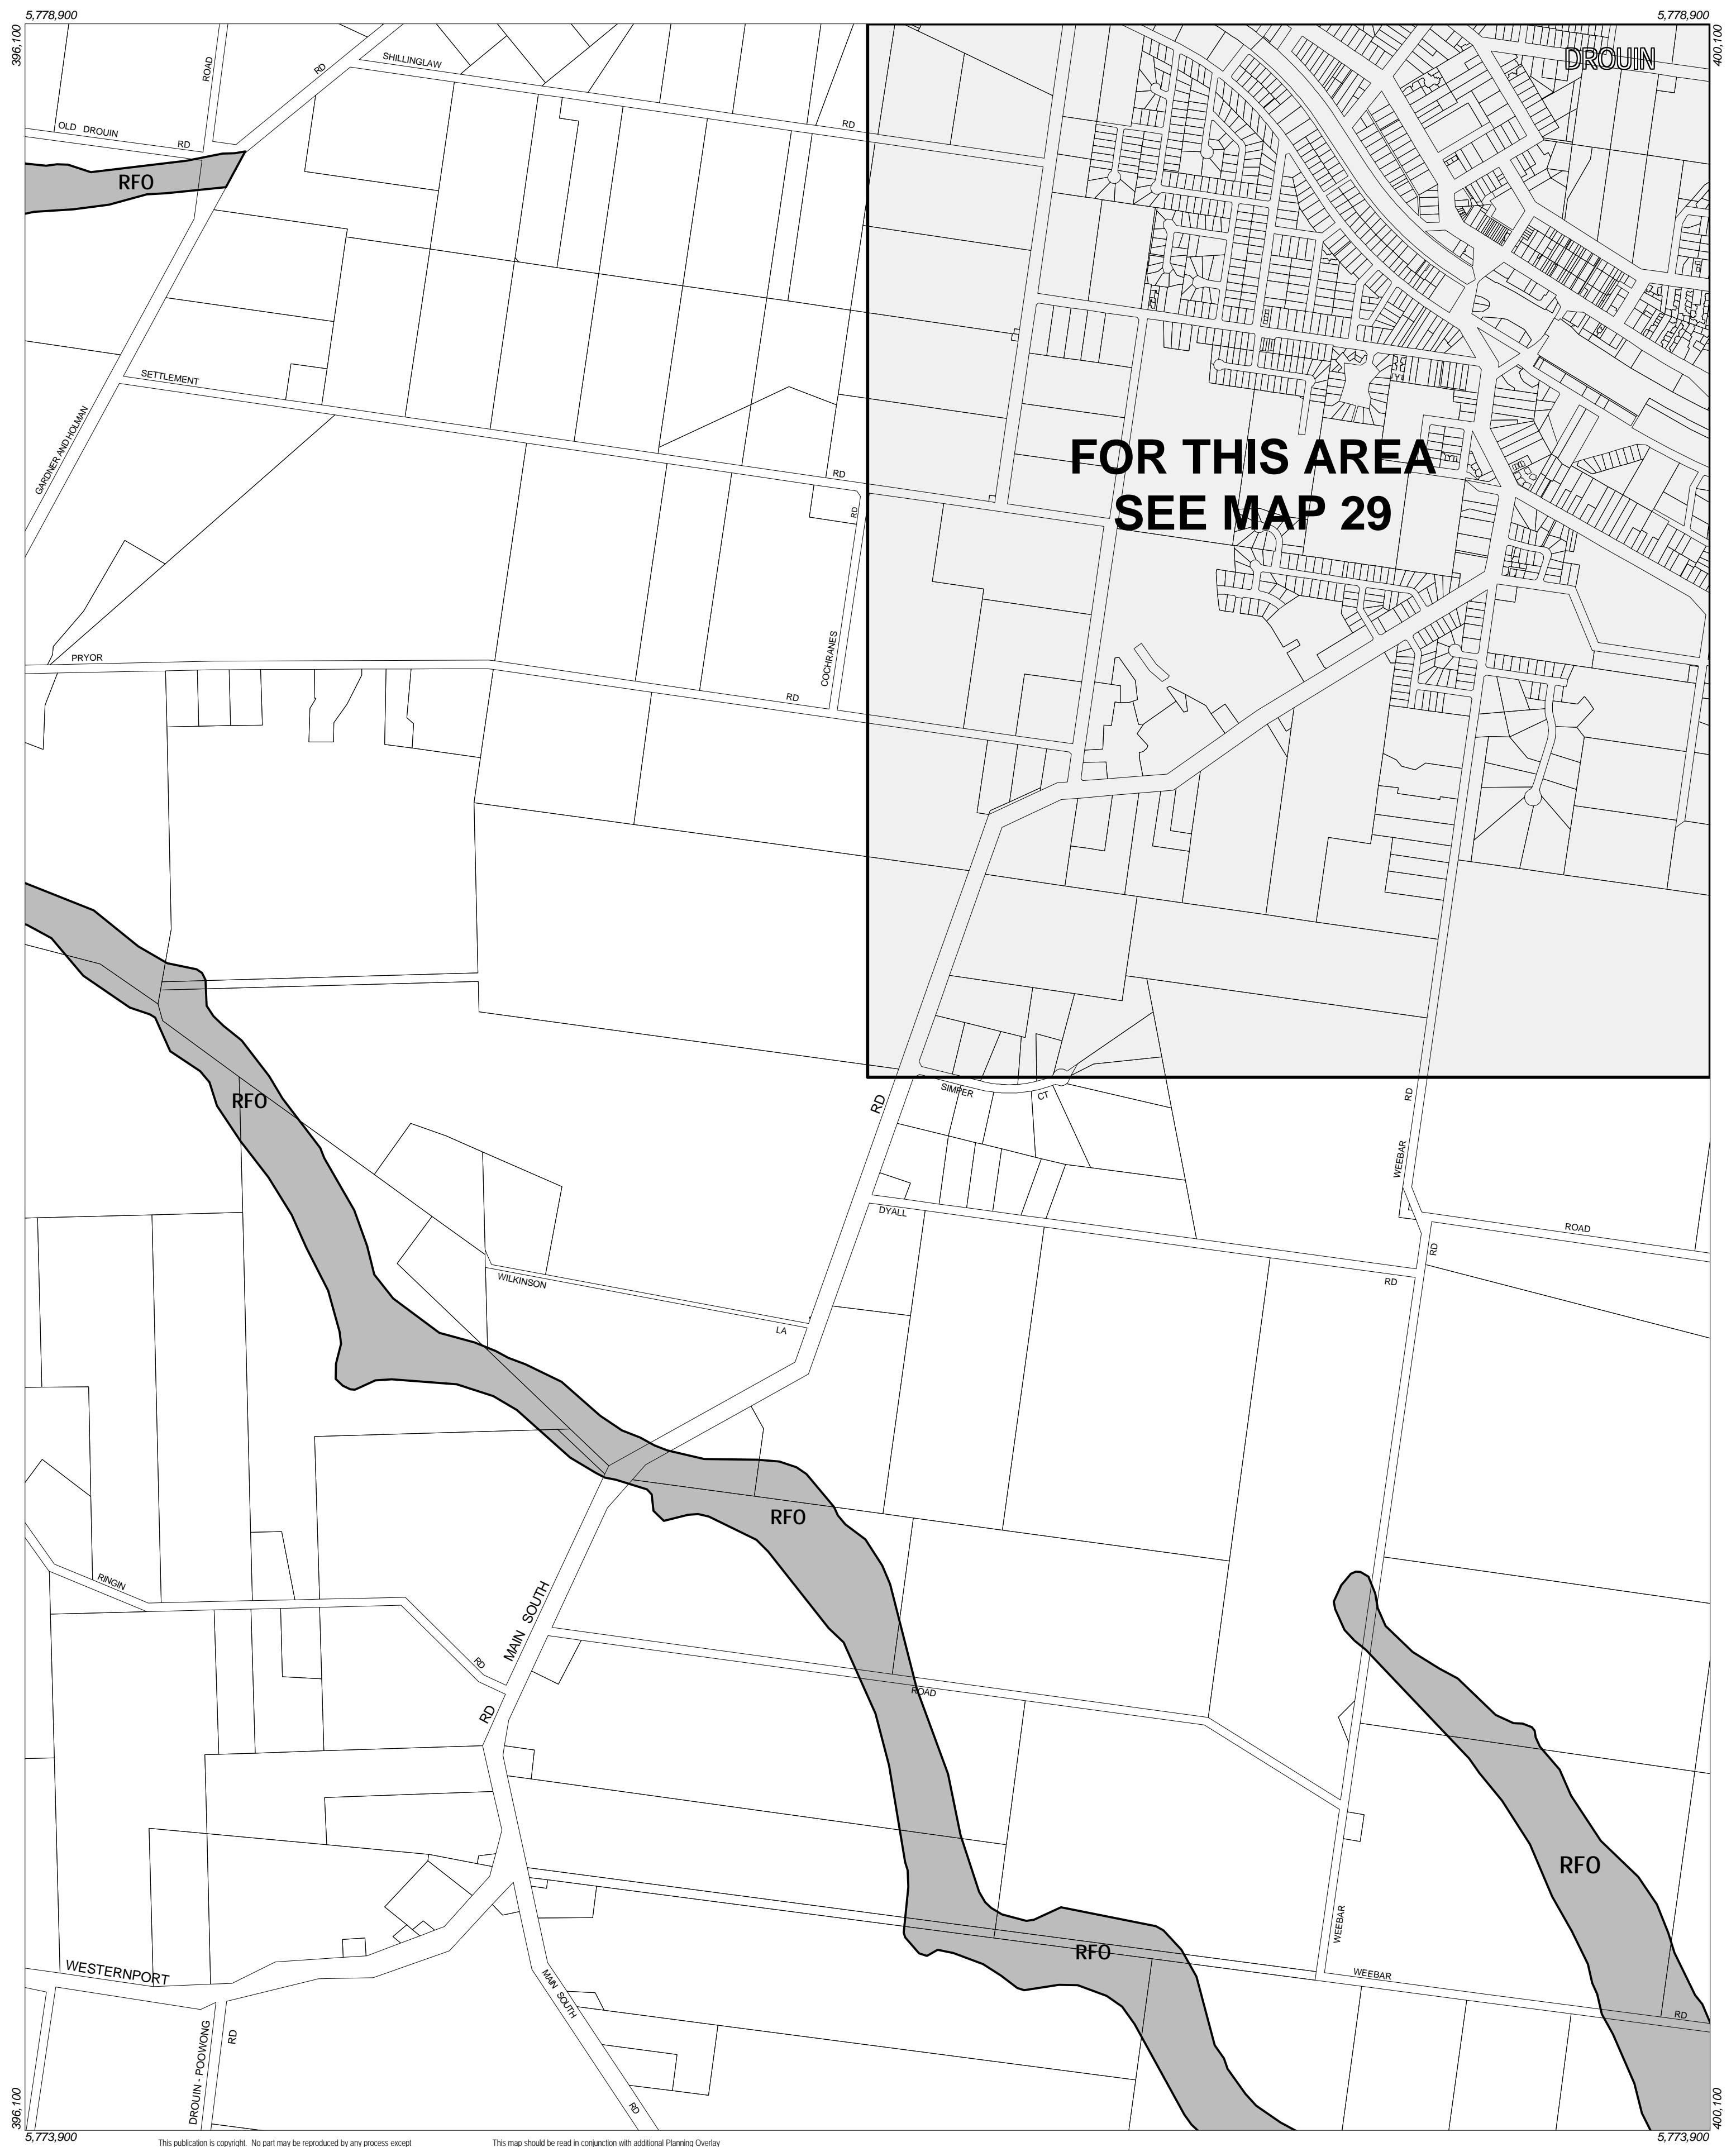 5,778,900
5,778,900
396,100
400,100
DROUIN
SHILLINGLAW
RD
ROAD
RD
OLD DROUIN
RD
RFO
SETTLEMENT
RD
GARDNER AND HOLMAN
FOR THIS AREA
SEE MAP 29
RD
COCHRANES
PRYOR
RD
RFO
SIMPER
CT
RD
RD
WEEBAR
DYALL
RD
ROAD
RD
WILKINSON
LA
RFO
RINGIN
RD
MAIN SOUTH
RD
ROAD
RFO
RFO
WEEBAR
WEEBAR
RD
WESTERNPORT
MAIN SOUTH
RD
DROUIN - POOWONG
RD
396,100
400,100
5,773,900
5,773,900
This publication is copyright. No part may be reproduced by any process except
This map should be read in conjunction with additional Planning Overlay